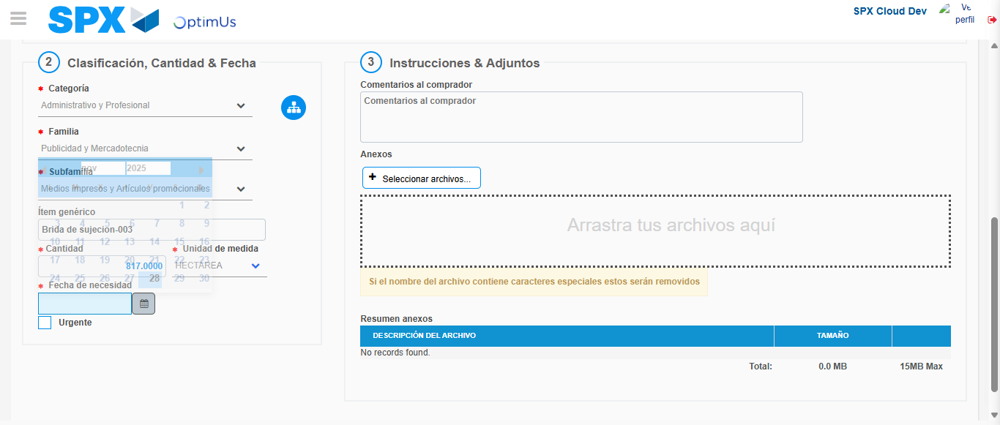 SPX
OptimUs
SPX Cloud Dev
perfil
2 Clasificación, Cantidad & Fecha
* Categoría
Administrativo y Profesional
* Familia
Publicidad y Mercadotecnia
nov 2025
* Subfamilia
Medios Impresos y Artículos promocionales
1 2
Ítem genérico
3 4 5 6 7 8 9
Brida de sujeción-003
10 11 12 13 14 15 16
* Cantidad
* Unidad de medida
17 18 19 20 21 22 23
817.0000
HECTÁREA
24 25 26 27 28 29 30
* Fecha de necesidad
Urgente
3 Instrucciones & Adjuntos
Comentarios al comprador
Comentarios al comprador
Anexos
+ Seleccionar archivos...
Arrastra tus archivos aquí
Si el nombre del archivo contiene caracteres especiales estos serán removidos
Resumen anexos
DESCRIPCIÓN DEL ARCHIVO TAMAÑO
No records found.
Total: 0.0 MB 15MB Max